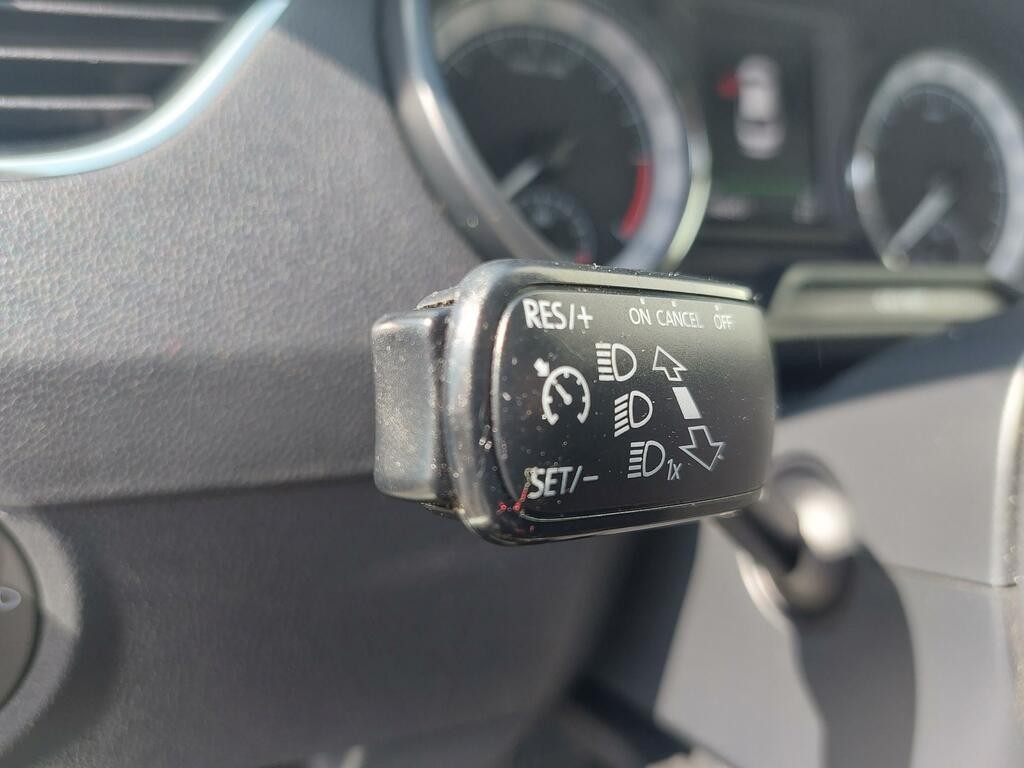 RES/+
ON CANCEL OFF
1x
SET/-